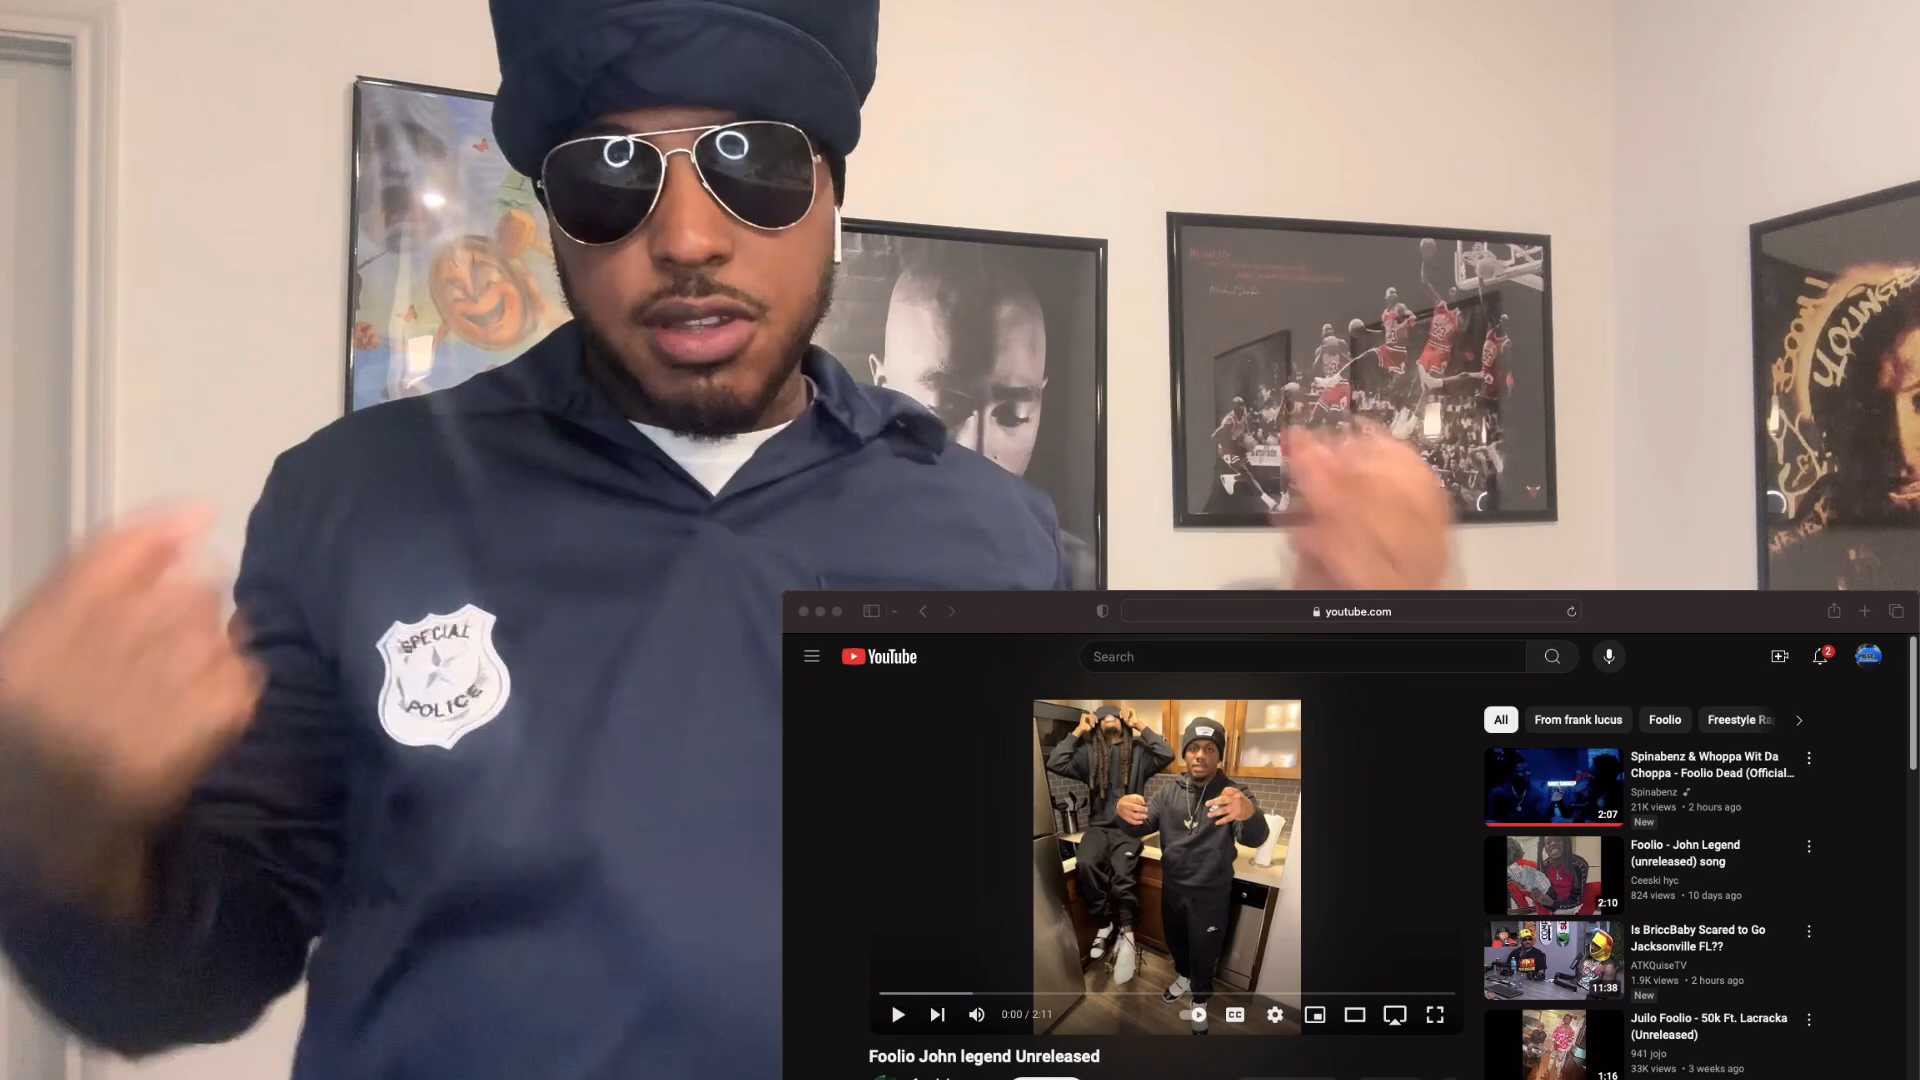 SPECIAL
POLICE
YOUNKTE
youtube.com
YouTube
Search
2
All
From frank lucus
Foolio
Freestyle Ra
Spinabenz & Whoppa Wit Da
Choppa - Foolio Dead (Official...
Spinabenz
21K views • 2 hours ago
New
2:07
Foolio - John Legend
(unreleased) song
Ceeski hyc
824 views • 10 days ago
2:10
Is BriccBaby Scared to Go
Jacksonville FL??
ATKQuiseTV
1.9K views • 2 hours ago
New
11:38
Juilo Foolio - 50k Ft. Lacracka
(Unreleased)
941 jojo
33K views • 3 weeks ago
1:16
0:00 / 2:11
CC
Foolio John legend Unreleased